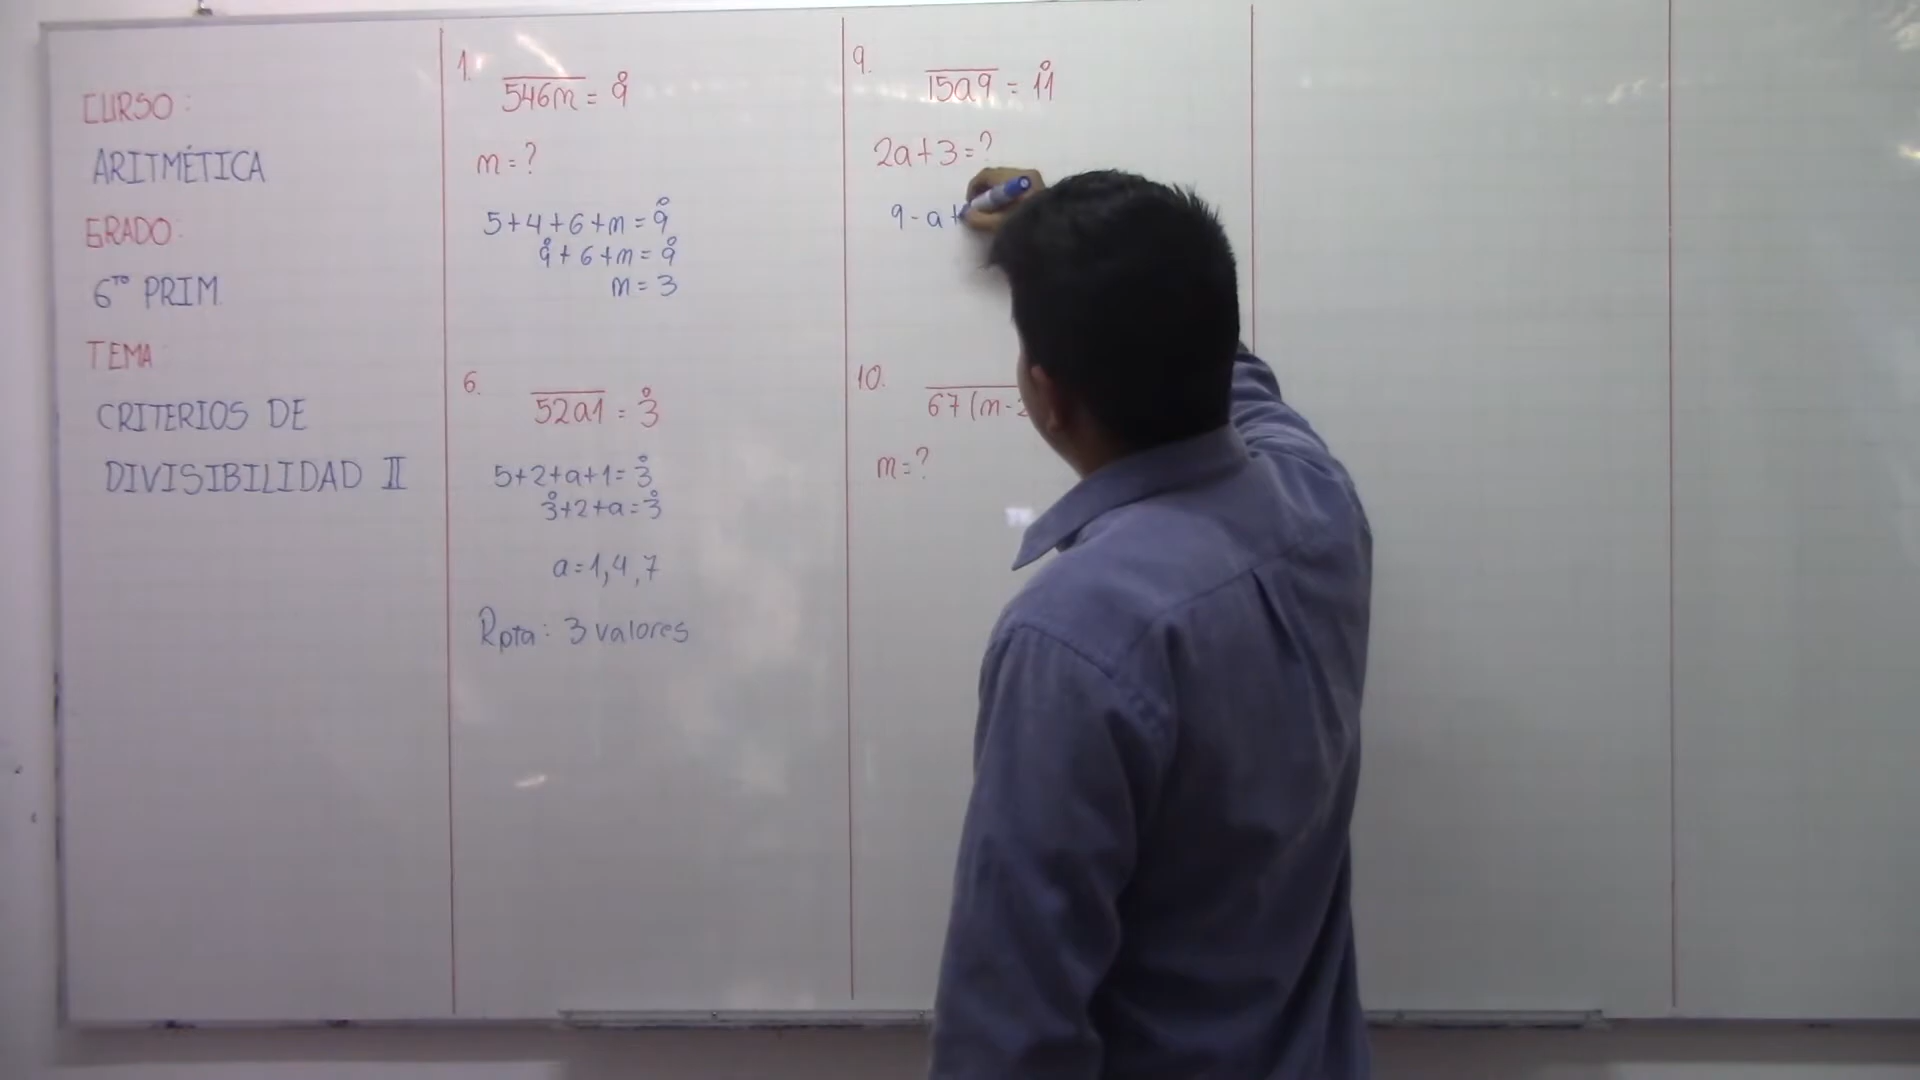 CURSO:
ARITMÉTICA
GRADO:
6TO PRIM.
TEMA
CRITERIOS DE
DIVISIBILIDAD II
1.
546m = 9̊
m = ?
5+4+6+m = 9̊
9̊+6+m = 9̊
m = 3
6.
52a1 = 3̊
5+2+a+1 = 3̊
3̊+2+a = 3̊
a=1,4,7
Rpta: 3 valores
9.
15a9 = 11̊
2a+3=?
9-a+
10.
67(m-2
m=?